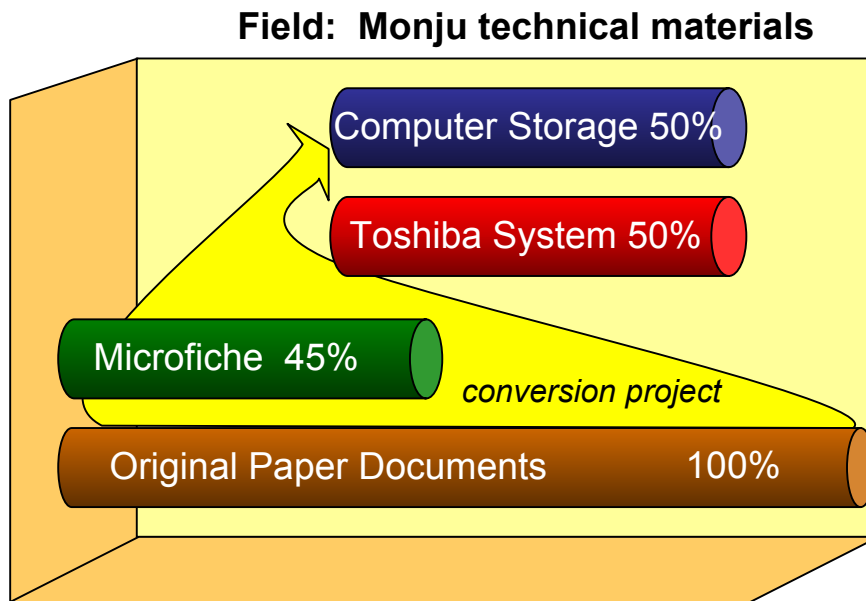 Field: Monju technical materials
Computer Storage 50%
Toshiba System 50%
Microfiche 45%
conversion project
Original Paper Documents 100%